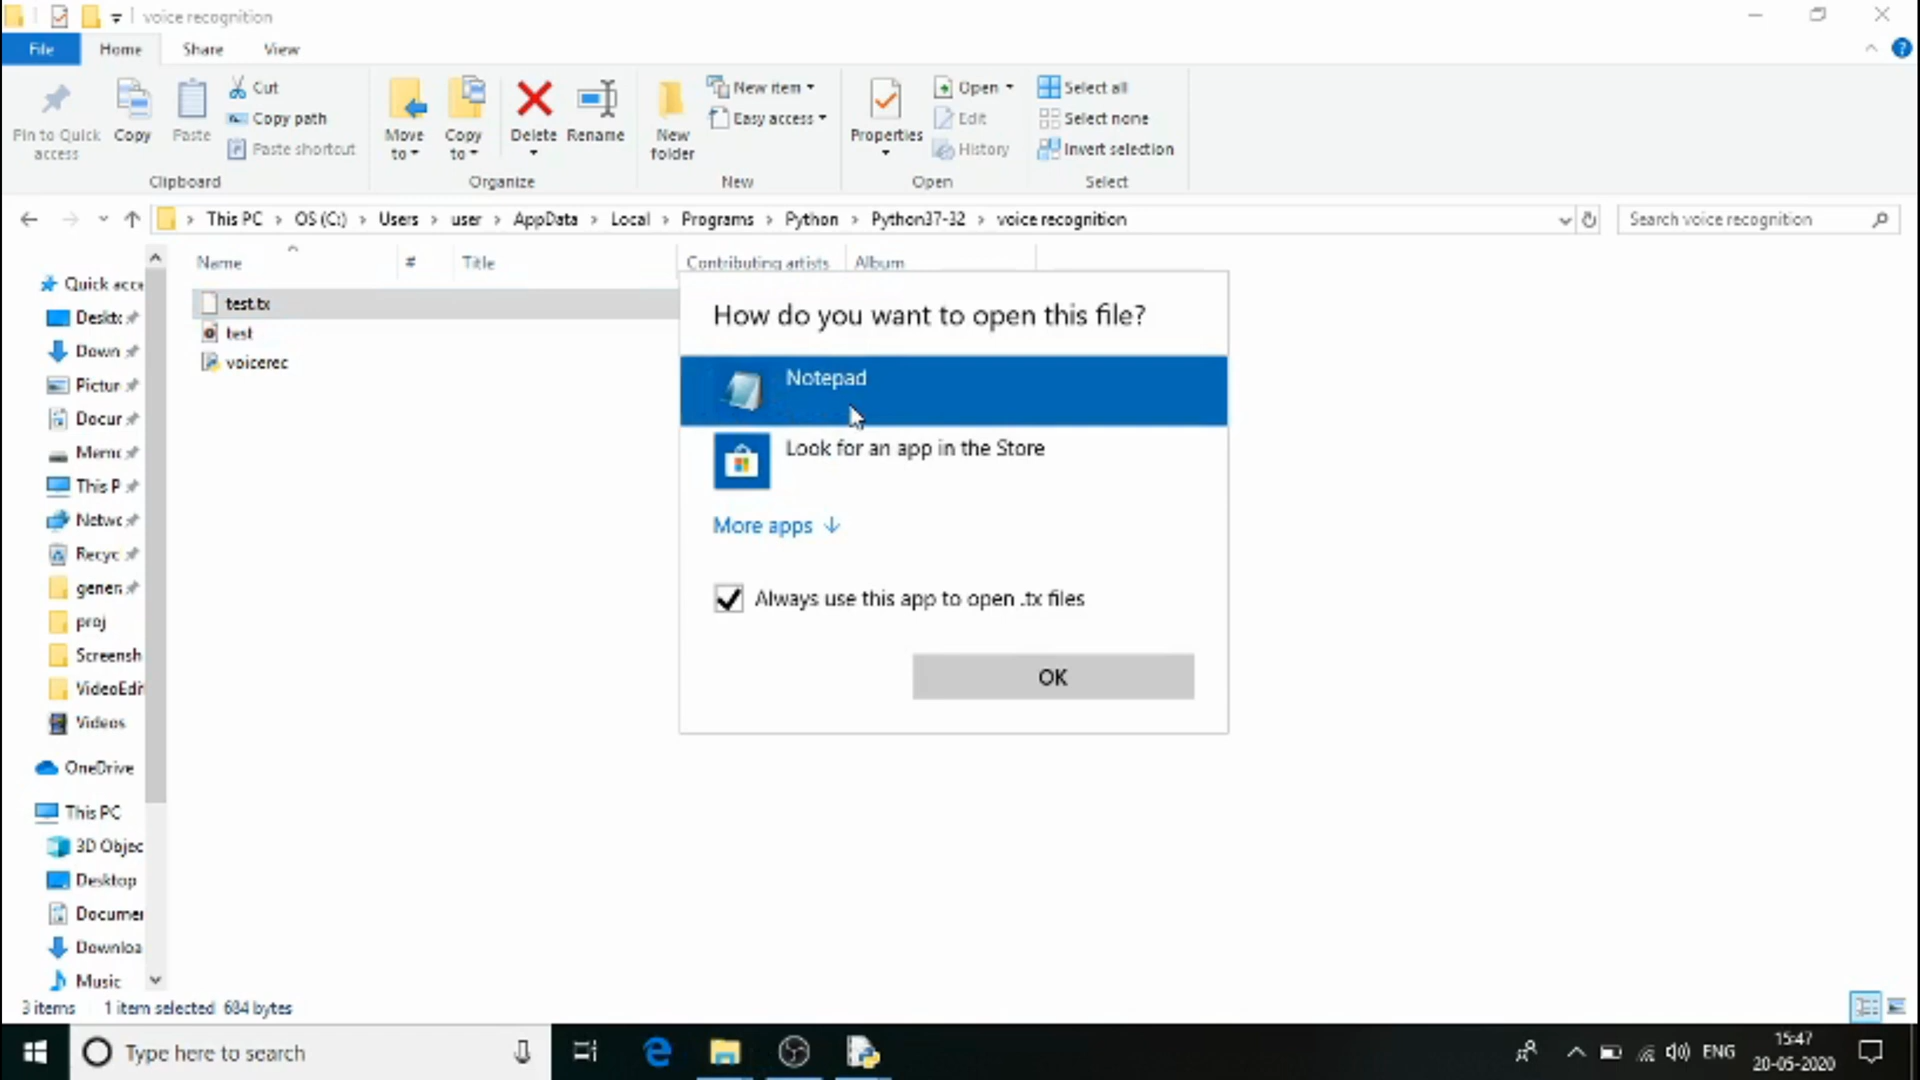 voice recognition
File Home Share View
Pin to Quick access
Copy
Paste
Cut
Copy path
Paste shortcut
Clipboard
Move to
Copy to
Delete
Rename
Organize
New folder
New item
Easy access
New
Properties
Open
Edit
History
Open
Select all
Select none
Invert selection
Select
This PC > OS (C:) > Users > user > AppData > Local > Programs > Python > Python37-32 > voice recognition
Search voice recognition
Name # Title Contributing artists Album
Quick acce
Deskto
Down
Pictur
Docur
Memc
This P
Netwo
Recyc
gener
proj
Screensh
VideoEdi
Videos
OneDrive
This PC
3D Objec
Desktop
Documer
Downloa
Music
test.tx
test
voicerec
How do you want to open this file?
Notepad
Look for an app in the Store
More apps ↓
Always use this app to open .tx files
OK
3 items 1 item selected 684 bytes
Type here to search
ENG
15:47
20-05-2020